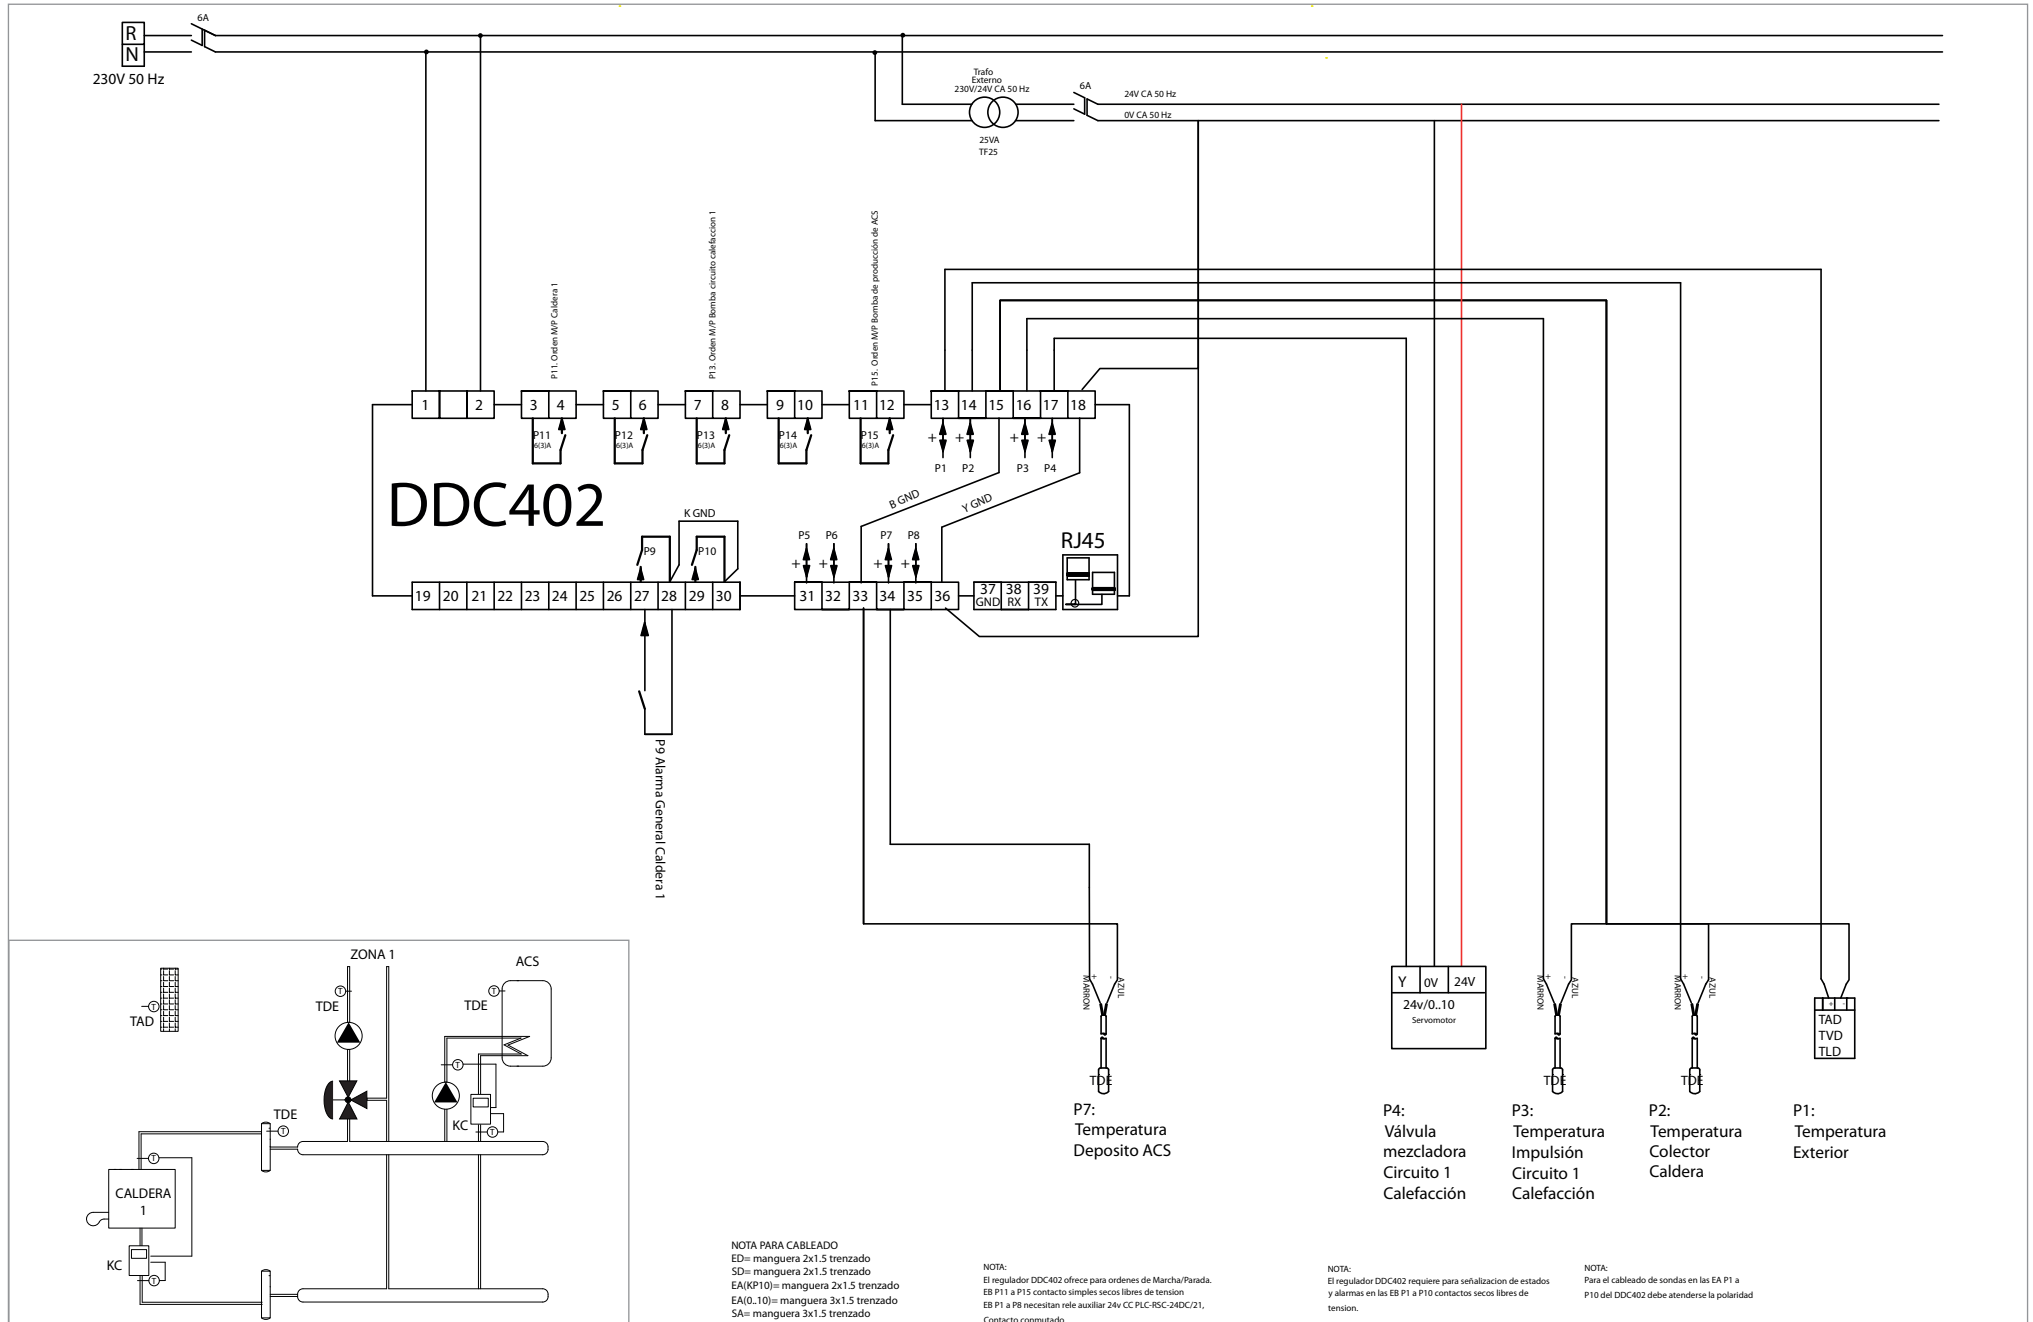 R
N
230V 50 Hz
6A
Trafo
Externo
230V/24V CA 50 Hz
25VA
TF25
6A
24V CA 50 Hz
0V CA 50 Hz
P11. Orden M/P Caldera 1
P13. Orden M/P Bomba circuito calefaccion 1
P15. Orden M/P Bomba de producción de ACS
1 2 3 4 5 6 7 8 9 10 11 12 13 14 15 16 17 18
P11
6(3)A
P12
6(3)A
P13
6(3)A
P14
6(3)A
P15
6(3)A
+ +
P1 P2 P3 P4
DDC402
B GND
Y GND
K GND
P9
P10
P5 P6 P7 P8
+ + +
RJ45
19 20 21 22 23 24 25 26 27 28 29 30 31 32 33 34 35 36
37 38 39
GND RX TX
P9 Alarma General Caldera 1
MARRON + - AZUL
TDE
P7:
Temperatura
Deposito ACS
Y 0V 24V
24v/0..10
Servomotor
P4:
Válvula
mezcladora
Circuito 1
Calefacción
MARRON + - AZUL
TDE
P3:
Temperatura
Impulsión
Circuito 1
Calefacción
MARRON + - AZUL
TDE
P2:
Temperatura
Colector
Caldera
+ -
TAD
TVD
TLD
P1:
Temperatura
Exterior
ZONA 1
ACS
T
TAD
T
TDE
T
TDE
T
KC
T
TDE
T
T
CALDERA
1
KC
T
NOTA PARA CABLEADO
ED= manguera 2x1.5 trenzado
SD= manguera 2x1.5 trenzado
EA(KP10)= manguera 2x1.5 trenzado
EA(0..10)= manguera 3x1.5 trenzado
SA= manguera 3x1.5 trenzado
NOTA:
El regulador DDC402 ofrece para ordenes de Marcha/Parada.
EB P11 a P15 contacto simples secos libres de tension
EB P1 a P8 necesitan rele auxiliar 24v CC PLC-RSC-24DC/21,
Contacto conmutado
NOTA:
El regulador DDC402 requiere para señalizacion de estados
y alarmas en las EB P1 a P10 contactos secos libres de
tension.
NOTA:
Para el cableado de sondas en las EA P1 a
P10 del DDC402 debe atenderse la polaridad